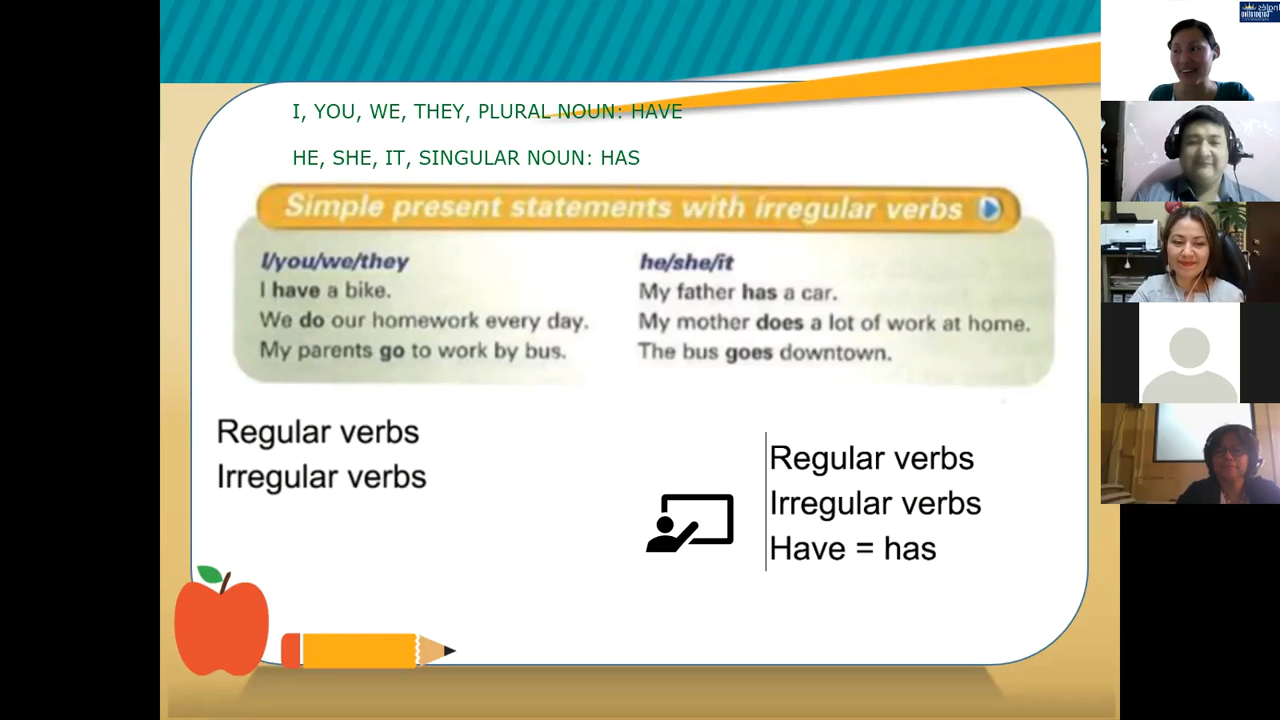 I, YOU, WE, THEY, PLURAL NOUN: HAVE
HE, SHE, IT, SINGULAR NOUN: HAS
Simple present statements with irregular verbs
I/you/we/they
I have a bike.
We do our homework every day.
My parents go to work by bus.
he/she/it
My father has a car.
My mother does a lot of work at home.
The bus goes downtown.
Regular verbs
Irregular verbs
Regular verbs
Irregular verbs
Have = has